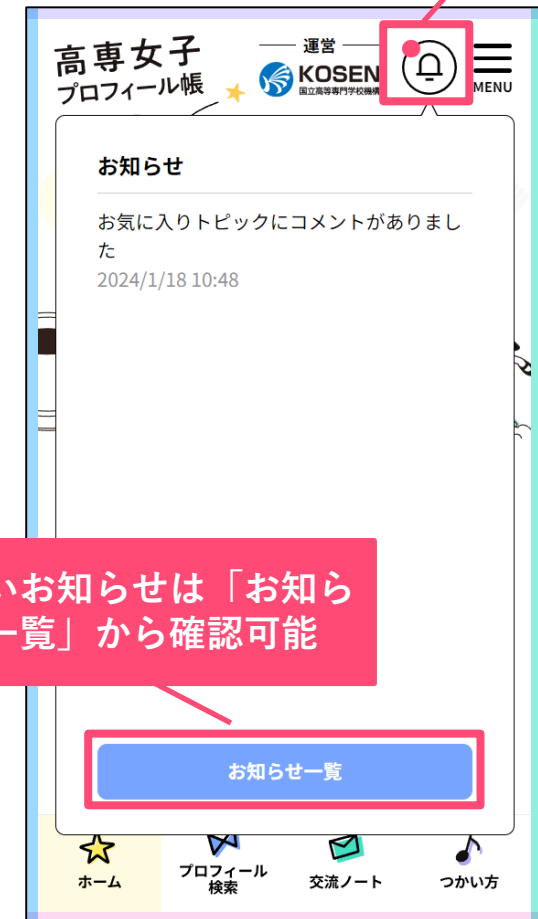 高専女子
プロフィール帳
運営
KOSEN
国立高等専門学校機構
MENU
お知らせ
お気に入りトピックにコメントがありまし
た
2024/1/18 10:48
いお知らせは「お知ら
一覧」から確認可能
お知らせ一覧
ホーム
プロフィール
検索
交流ノート
つかい方